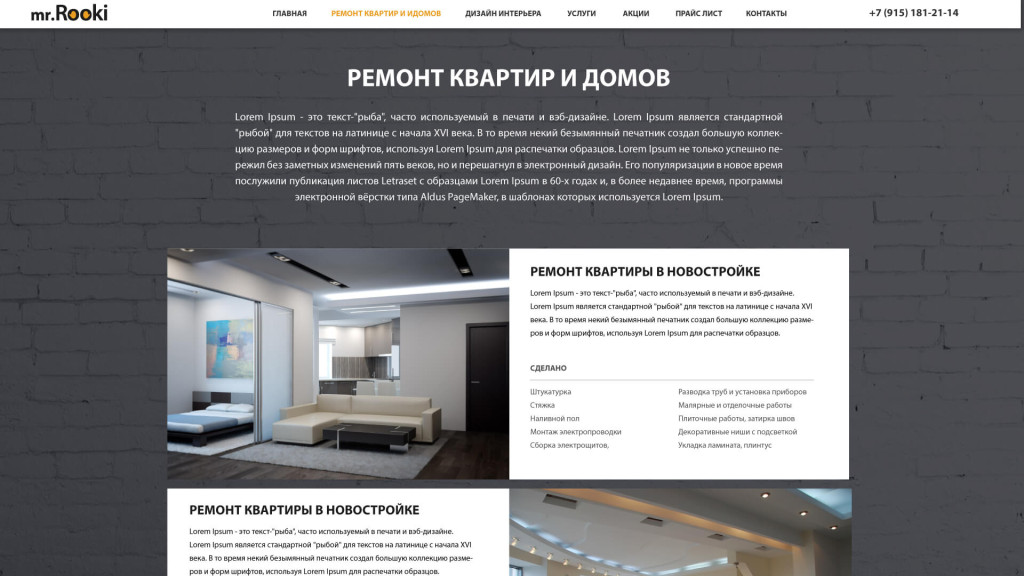 mr.Rooki
ГЛАВНАЯ РЕМОНТ КВАРТИР И ИДОМОВ ДИЗАЙН ИНТЕРЬЕРА УСЛУГИ АКЦИИ ПРАЙС ЛИСТ КОНТАКТЫ +7 (915) 181-21-14
РЕМОНТ КВАРТИР И ДОМОВ
Lorem Ipsum - это текст-"рыба", часто используемый в печати и вэб-дизайне. Lorem Ipsum является стандартной
"рыбой" для текстов на латинице с начала XVI века. В то время некий безымянный печатник создал большую коллек-
цию размеров и форм шрифтов, используя Lorem Ipsum для распечатки образцов. Lorem Ipsum не только успешно пе-
режил без заметных изменений пять веков, но и перешагнул в электронный дизайн. Его популяризации в новое время
послужили публикация листов Letraset с образцами Lorem Ipsum в 60-х годах и, в более недавнее время, программы
электронной вёрстки типа Aldus PageMaker, в шаблонах которых используется Lorem Ipsum.
РЕМОНТ КВАРТИРЫ В НОВОСТРОЙКЕ
Lorem Ipsum - это текст-"рыба", часто используемый в печати и вэб-дизайне.
Lorem Ipsum является стандартной "рыбой" для текстов на латинице с начала XVI
века. В то время некий безымянный печатник создал большую коллекцию разме-
ров и форм шрифтов, используя Lorem Ipsum для распечатки образцов.
СДЕЛАНО
Штукатурка
Стяжка
Наливной пол
Монтаж электропроводки
Сборка электрощитов,
Разводка труб и установка приборов
Малярные и отделочные работы
Плиточные работы, затирка швов
Декоративные ниши с подсветкой
Укладка ламината, плинтус
РЕМОНТ КВАРТИРЫ В НОВОСТРОЙКЕ
Lorem Ipsum - это текст-"рыба", часто используемый в печати и вэб-дизайне.
Lorem Ipsum является стандартной "рыбой" для текстов на латинице с начала XVI
века. В то время некий безымянный печатник создал большую коллекцию разме-
ров и форм шрифтов, используя Lorem Ipsum для распечатки образцов.